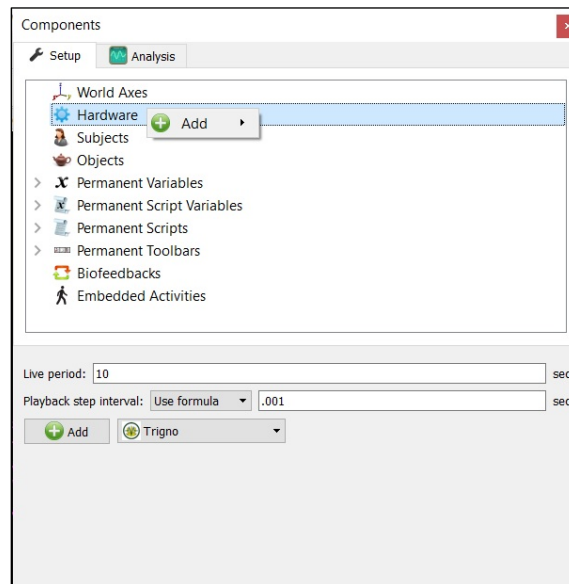 Components
Setup Analysis
World Axes
Hardware Add
Subjects
Objects
x Permanent Variables
x Permanent Script Variables
Permanent Scripts
Permanent Toolbars
Biofeedbacks
Embedded Activities
Live period: 10 sec
Playback step interval: Use formula .001 sec
Add Trigno